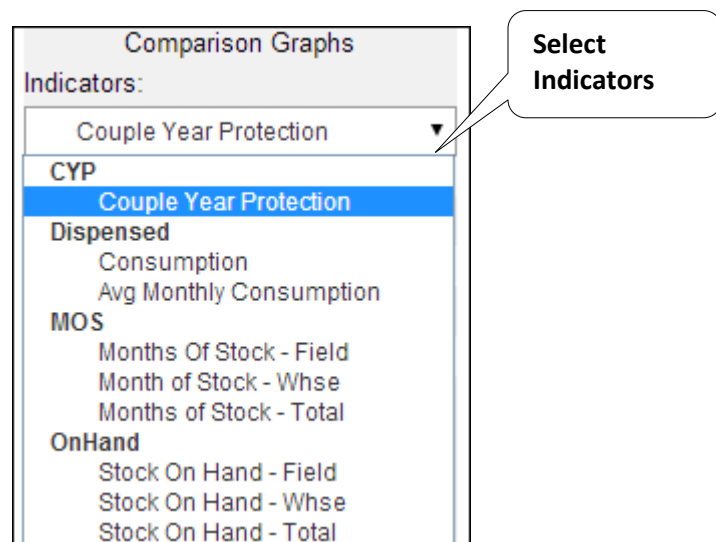 Comparison Graphs
Indicators:
Couple Year Protection
CYP
Couple Year Protection
Dispensed
Consumption
Avg Monthly Consumption
MOS
Months Of Stock - Field
Month of Stock - Whse
Months of Stock - Total
OnHand
Stock On Hand - Field
Stock On Hand - Whse
Stock On Hand - Total
Select
Indicators